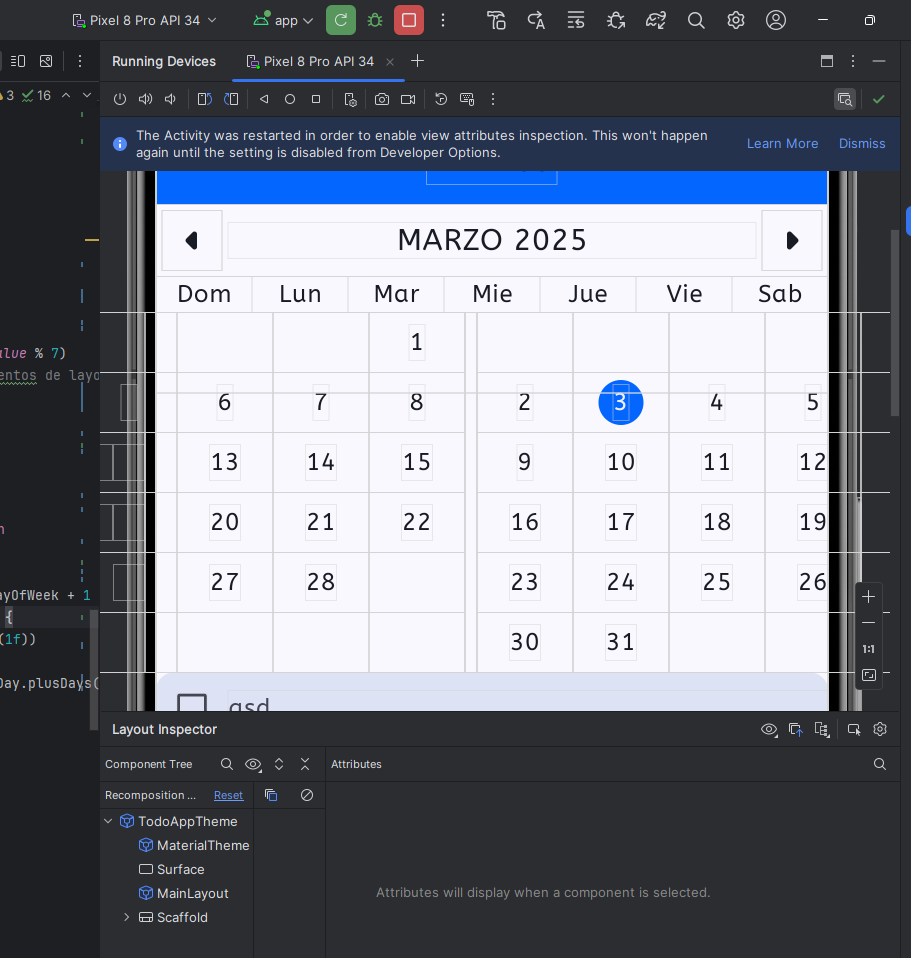 Pixel 8 Pro API 34
app
Running Devices
Pixel 8 Pro API 34
3 16
The Activity was restarted in order to enable view attributes inspection. This won't happen
again until the setting is disabled from Developer Options.
Learn More
Dismiss
MARZO 2025
Dom Lun Mar Mie Jue Vie Sab
1
6 7 8 2 3 4 5
13 14 15 9 10 11 12
20 21 22 16 17 18 19
27 28 23 24 25 26
30 31
% 7)
entos de layo
ayOfWeek + 1
{
(1f))
Day.plusDays(
1:1
asd
Layout Inspector
Component Tree
Attributes
Recomposition ...
Reset
TodoAppTheme
MaterialTheme
Surface
MainLayout
Scaffold
Attributes will display when a component is selected.